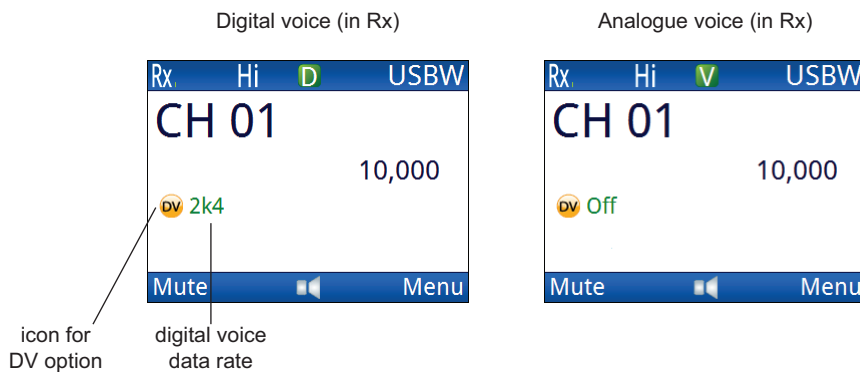 Digital voice (in Rx)
Rx Hi D USBW
CH 01
10,000
DV 2k4
Mute Menu
icon for
DV option
digital voice
data rate
Analogue voice (in Rx)
Rx Hi V USBW
CH 01
10,000
DV Off
Mute Menu